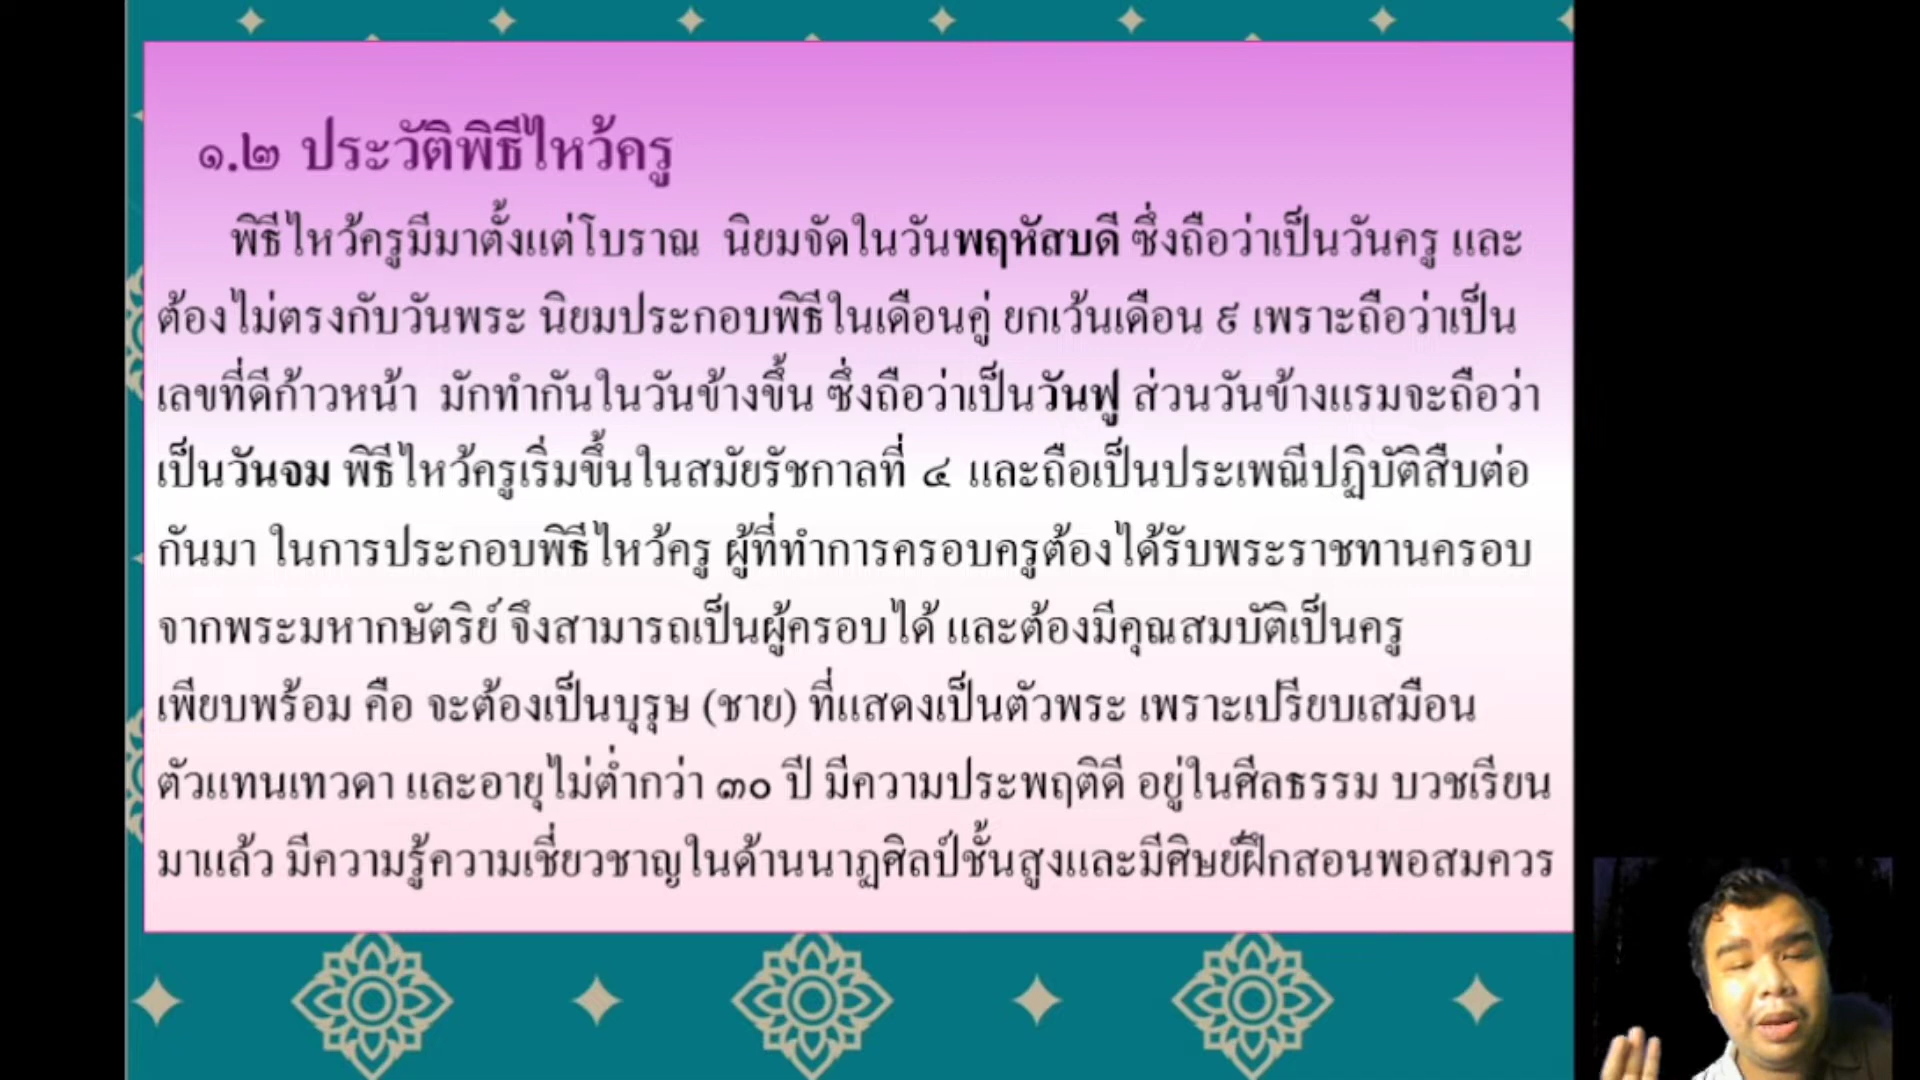 ๑.๒ ประวัติพิธีไหว้ครู
พิธีไหว้ครูมีมาตั้งแต่โบราณ นิยมจัดในวันพฤหัสบดี ซึ่งถือว่าเป็นวันครู และ
ต้องไม่ตรงกับวันพระ นิยมประกอบพิธีในเดือนคู่ ยกเว้นเดือน ๙ เพราะถือว่าเป็น
เลขที่ดีก้าวหน้า มักทำกันในวันข้างขึ้น ซึ่งถือว่าเป็นวันฟู ส่วนวันข้างแรมจะถือว่า
เป็นวันจม พิธีไหว้ครูเริ่มขึ้นในสมัยรัชกาลที่ ๔ และถือเป็นประเพณีปฏิบัติสืบต่อ
กันมา ในการประกอบพิธีไหว้ครู ผู้ที่ทำการครอบครูต้องได้รับพระราชทานครอบ
จากพระมหากษัตริย์ จึงสามารถเป็นผู้ครอบได้ และต้องมีคุณสมบัติเป็นครู
เพียบพร้อม คือ จะต้องเป็นบุรุษ (ชาย) ที่แสดงเป็นตัวพระ เพราะเปรียบเสมือน
ตัวแทนเทวดา และอายุไม่ต่ำกว่า ๓๐ ปี มีความประพฤติดี อยู่ในศีลธรรม บวชเรียน
มาแล้ว มีความรู้ความเชี่ยวชาญในด้านนาฏศิลป์ชั้นสูงและมีศิษย์ฝึกสอนพอสมควร